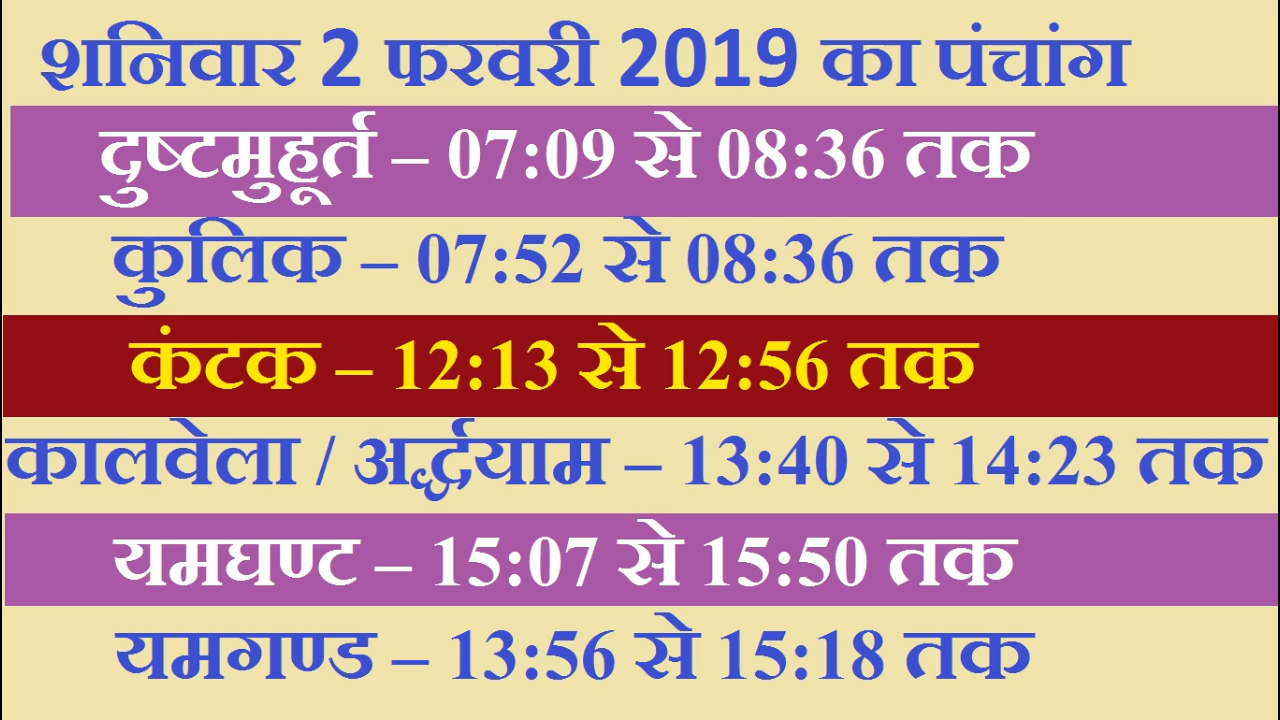 शनिवार 2 फरवरी 2019 का पंचांग
दुष्टमुहूर्त – 07:09 से 08:36 तक
कुलिक – 07:52 से 08:36 तक
कंटक – 12:13 से 12:56 तक
कालवेला / अर्द्धयाम – 13:40 से 14:23 तक
यमघण्ट – 15:07 से 15:50 तक
यमगण्ड – 13:56 से 15:18 तक